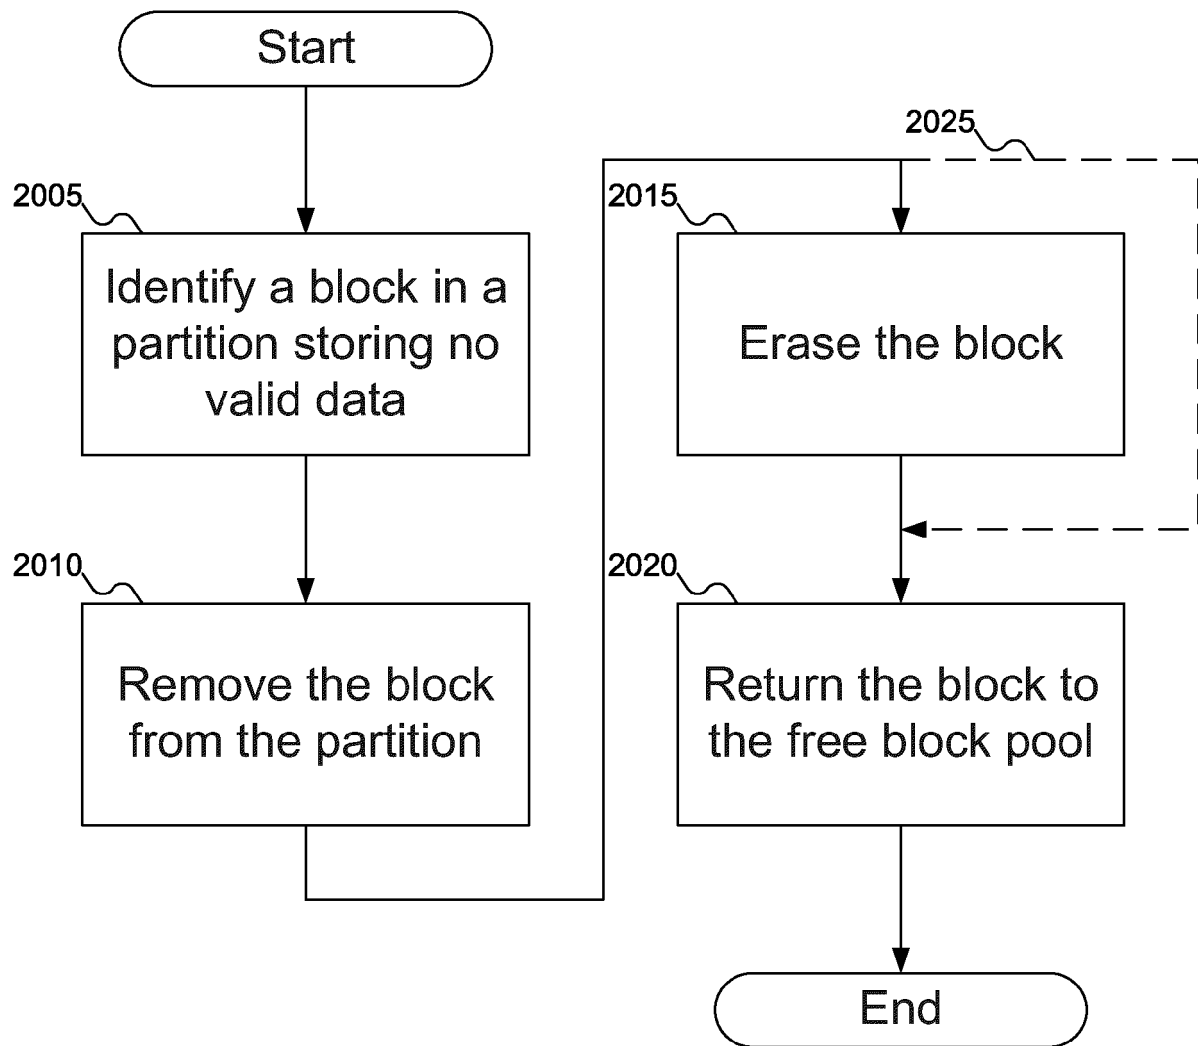 Start
2005
Identify a block in a
partition storing no
valid data
2010
Remove the block
from the partition
2025
2015
Erase the block
2020
Return the block to
the free block pool
End